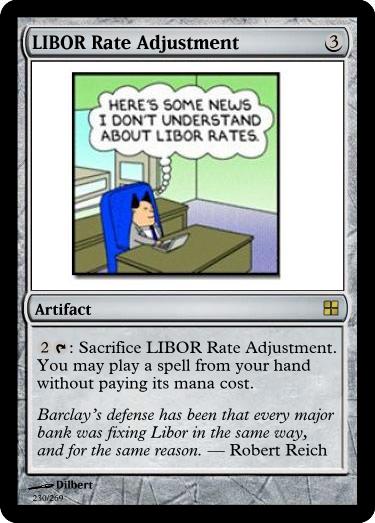 LIBOR Rate Adjustment 3
HERE'S SOME NEWS
I DON'T UNDERSTAND
ABOUT LIBOR RATES.
Artifact
2 : Sacrifice LIBOR Rate Adjustment.
You may play a spell from your hand
without paying its mana cost.
Barclay's defense has been that every major
bank was fixing Libor in the same way,
and for the same reason. — Robert Reich
Dilbert
230/269